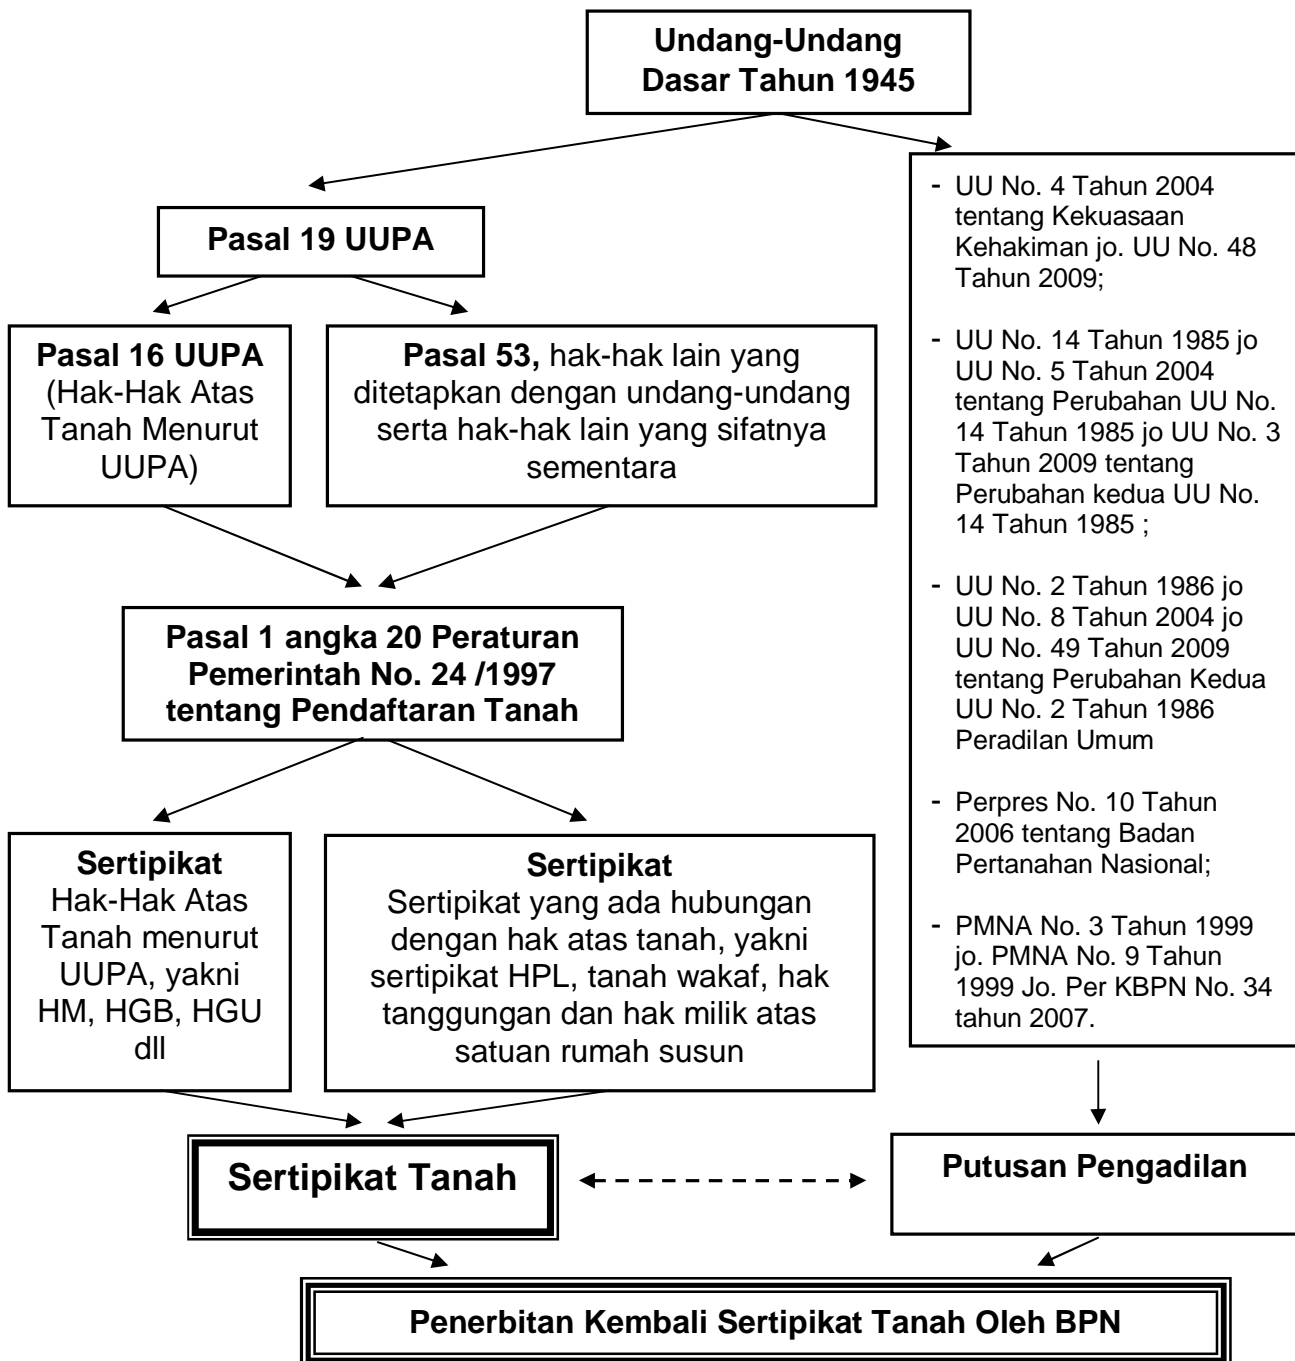 Undang-Undang
Dasar Tahun 1945
Pasal 19 UUPA
Pasal 16 UUPA
(Hak-Hak Atas
Tanah Menurut
UUPA)
Pasal 53, hak-hak lain yang
ditetapkan dengan undang-undang
serta hak-hak lain yang sifatnya
sementara
Pasal 1 angka 20 Peraturan
Pemerintah No. 24 /1997
tentang Pendaftaran Tanah
Sertipikat
Hak-Hak Atas
Tanah menurut
UUPA, yakni
HM, HGB, HGU
dll
Sertipikat
Sertipikat yang ada hubungan
dengan hak atas tanah, yakni
sertipikat HPL, tanah wakaf, hak
tanggungan dan hak milik atas
satuan rumah susun
- UU No. 4 Tahun 2004
tentang Kekuasaan
Kehakiman jo. UU No. 48
Tahun 2009;
- UU No. 14 Tahun 1985 jo
UU No. 5 Tahun 2004
tentang Perubahan UU No.
14 Tahun 1985 jo UU No. 3
Tahun 2009 tentang
Perubahan kedua UU No.
14 Tahun 1985 ;
- UU No. 2 Tahun 1986 jo
UU No. 8 Tahun 2004 jo
UU No. 49 Tahun 2009
tentang Perubahan Kedua
UU No. 2 Tahun 1986
Peradilan Umum
- Perpres No. 10 Tahun
2006 tentang Badan
Pertanahan Nasional;
- PMNA No. 3 Tahun 1999
jo. PMNA No. 9 Tahun
1999 Jo. Per KBPN No. 34
tahun 2007.
Sertipikat Tanah
Putusan Pengadilan
Penerbitan Kembali Sertipikat Tanah Oleh BPN